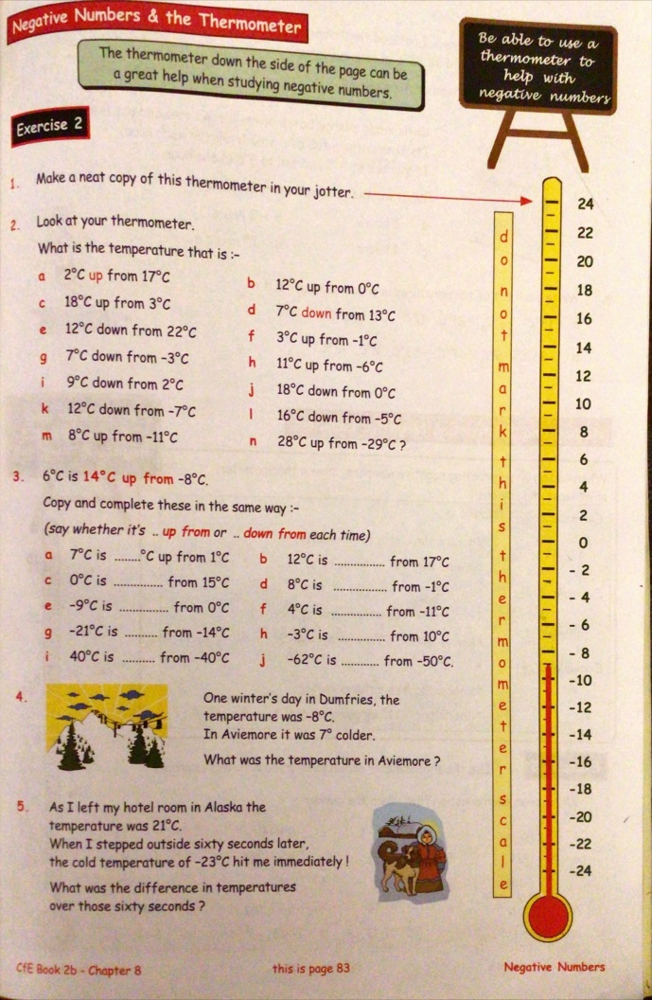 Negative Numbers & the Thermometer
The thermometer down the side of the page can be
a great help when studying negative numbers.
Be able to use a
thermometer to
help with
negative numbers
Exercise 2
1. Make a neat copy of this thermometer in your jotter.
2. Look at your thermometer.
What is the temperature that is :-
a 2°C up from 17°C b 12°C up from 0°C
c 18°C up from 3°C d 7°C down from 13°C
e 12°C down from 22°C f 3°C up from -1°C
g 7°C down from -3°C h 11°C up from -6°C
i 9°C down from 2°C j 18°C down from 0°C
k 12°C down from -7°C l 16°C down from -5°C
m 8°C up from -11°C n 28°C up from -29°C ?
3. 6°C is 14°C up from -8°C.
Copy and complete these in the same way :-
(say whether it's .. up from or .. down from each time)
a 7°C is ........°C up from 1°C b 12°C is ................ from 17°C
c 0°C is ............... from 15°C d 8°C is ................. from -1°C
e -9°C is ............... from 0°C f 4°C is ................ from -11°C
g -21°C is .......... from -14°C h -3°C is ............... from 10°C
i 40°C is .......... from -40°C j -62°C is ............ from -50°C.
4. One winter's day in Dumfries, the
temperature was -8°C.
In Aviemore it was 7° colder.
What was the temperature in Aviemore ?
5. As I left my hotel room in Alaska the
temperature was 21°C.
When I stepped outside sixty seconds later,
the cold temperature of -23°C hit me immediately !
What was the difference in temperatures
over those sixty seconds ?
do not mark this thermometer scale
24
22
20
18
16
14
12
10
8
6
4
2
0
- 2
- 4
- 6
- 8
-10
-12
-14
-16
-18
-20
-22
-24
CfE Book 2b - Chapter 8 this is page 83 Negative Numbers